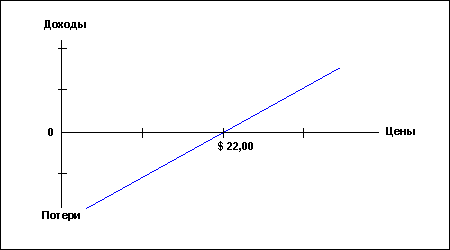 Доходы
0
Цены
$ 22,00
Потери